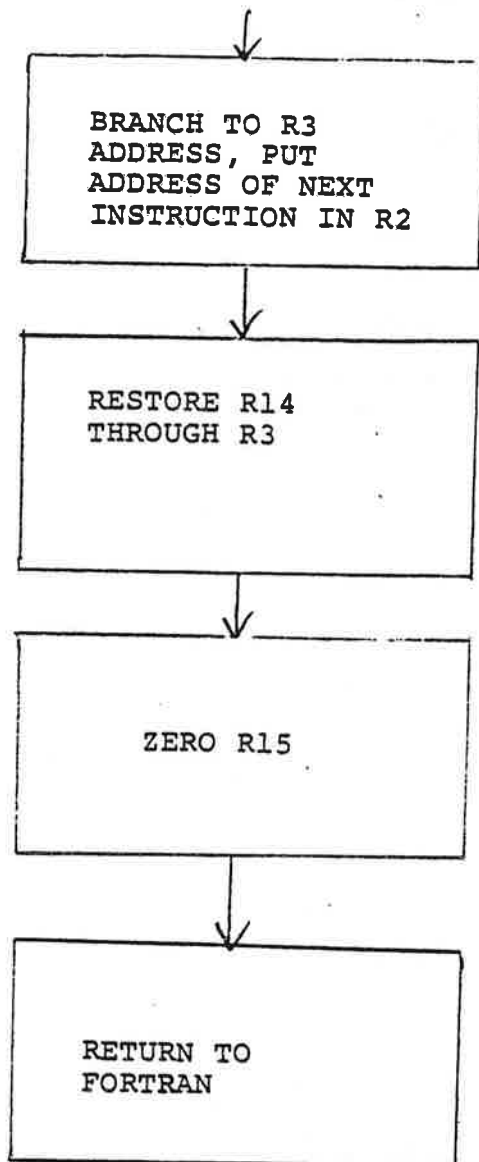 BRANCH TO R3
ADDRESS, PUT
ADDRESS OF NEXT
INSTRUCTION IN R2
RESTORE R14
THROUGH R3
ZERO R15
RETURN TO
FORTRAN